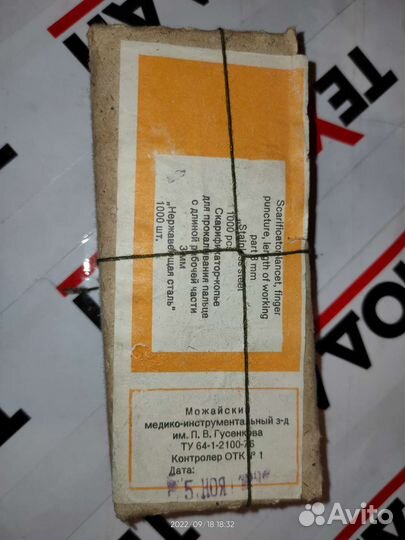 Scarificator-lancet, finger
puncture, length of working
part 3 mm
"Stainless steel"
1000 pcs
Скарификатор-копье
для прокалывания пальца
с длиной рабочей части
3 мм
„Нержавеющая сталь"
1000 шт.
Можайский
медико-инструментальный з-д
им. П. В. Гусенкова
ТУ 64-1-2100-76
Контролер ОТК № 1
Дата:
5. НОЯ
2022/09/18 18:32
Avito